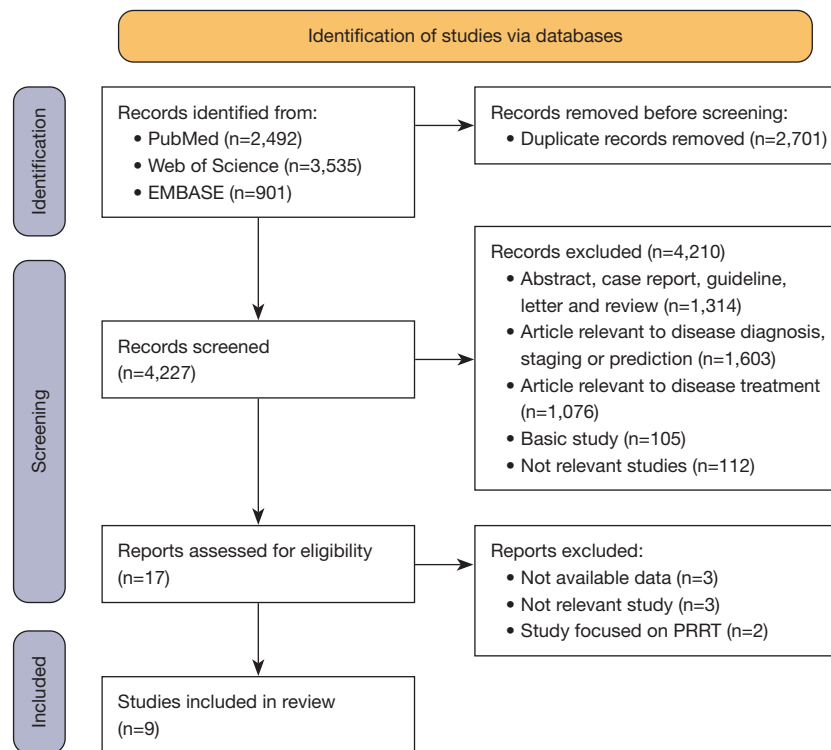 Identification of studies via databases
Identification
Records identified from:
• PubMed (n=2,492)
• Web of Science (n=3,535)
• EMBASE (n=901)
Records removed before screening:
• Duplicate records removed (n=2,701)
Screening
Records screened
(n=4,227)
Records excluded (n=4,210)
• Abstract, case report, guideline,
letter and review (n=1,314)
• Article relevant to disease diagnosis,
staging or prediction (n=1,603)
• Article relevant to disease treatment
(n=1,076)
• Basic study (n=105)
• Not relevant studies (n=112)
Reports assessed for eligibility
(n=17)
Reports excluded:
• Not available data (n=3)
• Not relevant study (n=3)
• Study focused on PRRT (n=2)
Included
Studies included in review
(n=9)